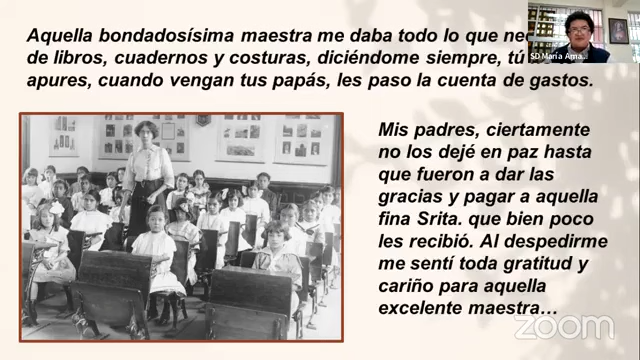 Aquella bondadosísima maestra me daba todo lo que
de libros, cuadernos y costuras, diciéndome siempre, tú
apures, cuando vengan tus papás, les paso la cuenta de gastos.
Mis padres, ciertamente
no los dejé en paz hasta
que fueron a dar las
gracias y pagar a aquella
fina Srita. que bien poco
les recibió. Al despedirme
me sentí toda gratitud y
cariño para aquella
excelente maestra…
SD María Ama...
zoom